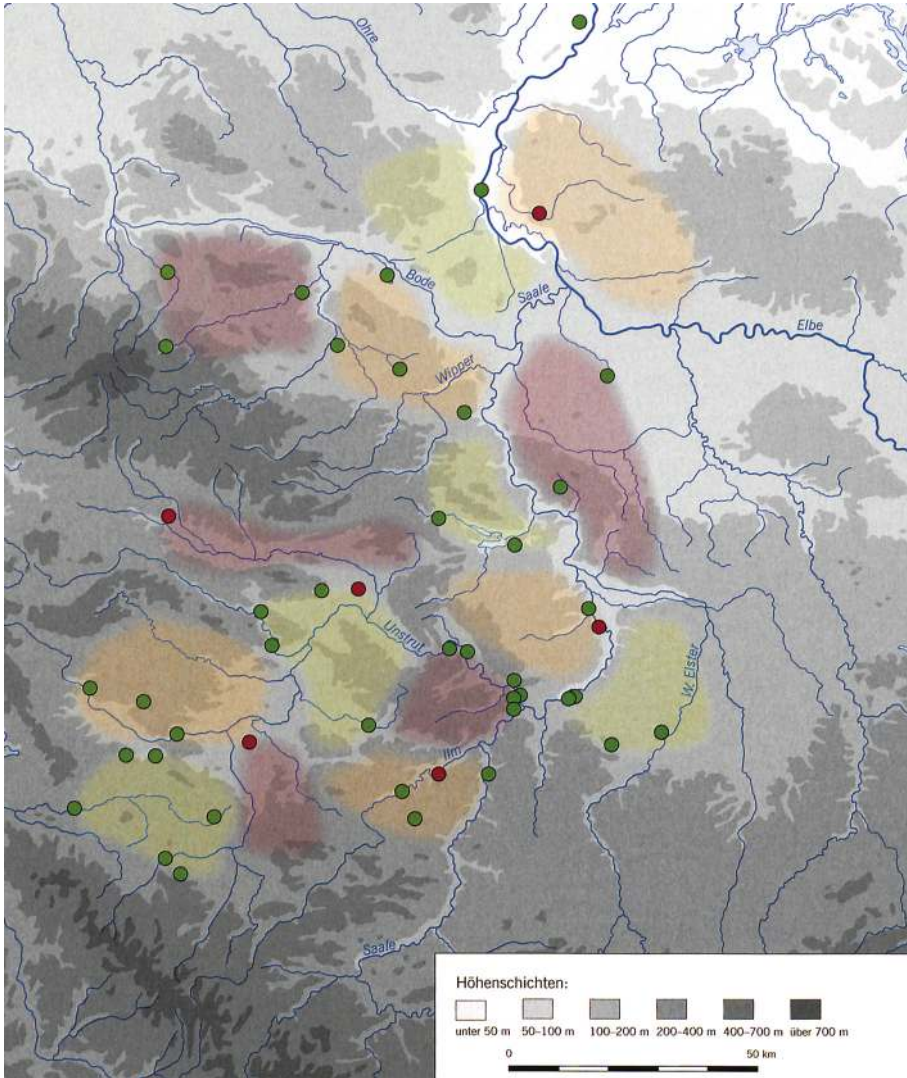 Ohre
Bode
Saale
Elbe
Wipper
Unstrut
W. Elster
Ilm
Saale
Höhenschichten:
unter 50 m 50–100 m 100–200 m 200–400 m 400–700 m über 700 m
0 50 km